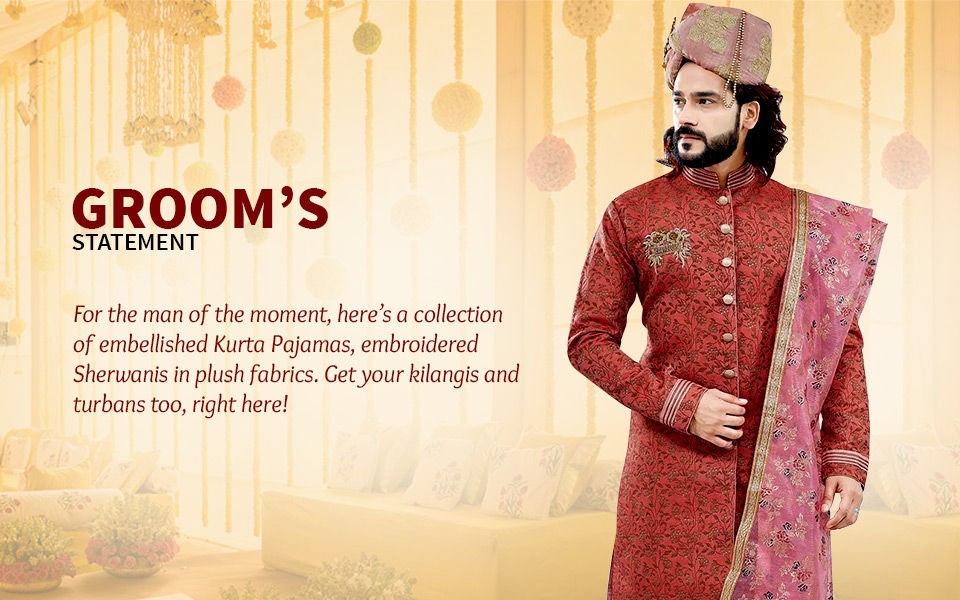 GROOM’S
STATEMENT
For the man of the moment, here’s a collection
of embellished Kurta Pajamas, embroidered
Sherwanis in plush fabrics. Get your kilangis and
turbans too, right here!